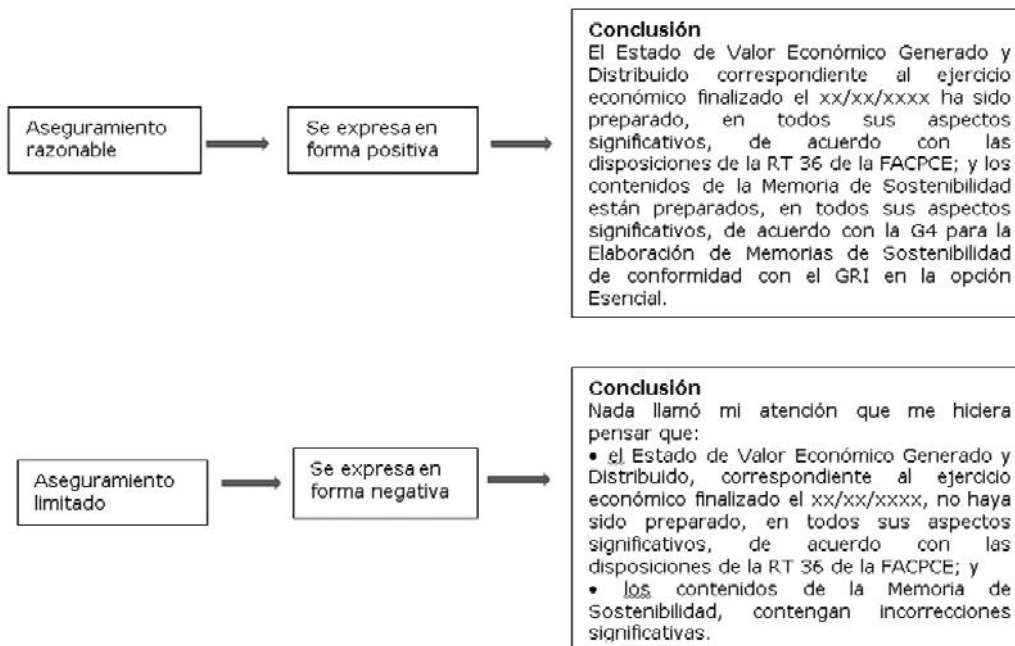 Aseguramiento
razonable
Se expresa en
forma positiva
Conclusión
El Estado de Valor Económico Generado y
Distribuido correspondiente al ejercicio
económico finalizado el xx/xx/xxxx ha sido
preparado, en todos sus aspectos
significativos, de acuerdo con las
disposiciones de la RT 36 de la FACPCE; y los
contenidos de la Memoria de Sostenibilidad
están preparados, en todos sus aspectos
significativos, de acuerdo con la G4 para la
Elaboración de Memorias de Sostenibilidad
de conformidad con el GRI en la opción
Esencial.
Aseguramiento
limitado
Se expresa en
forma negativa
Conclusión
Nada llamó mi atención que me hiciera
pensar que:
• el Estado de Valor Económico Generado y
Distribuido, correspondiente al ejercicio
económico finalizado el xx/xx/xxxx, no haya
sido preparado, en todos sus aspectos
significativos, de acuerdo con las
disposiciones de la RT 36 de la FACPCE; y
• los contenidos de la Memoria de
Sostenibilidad, contengan incorrecciones
significativas.